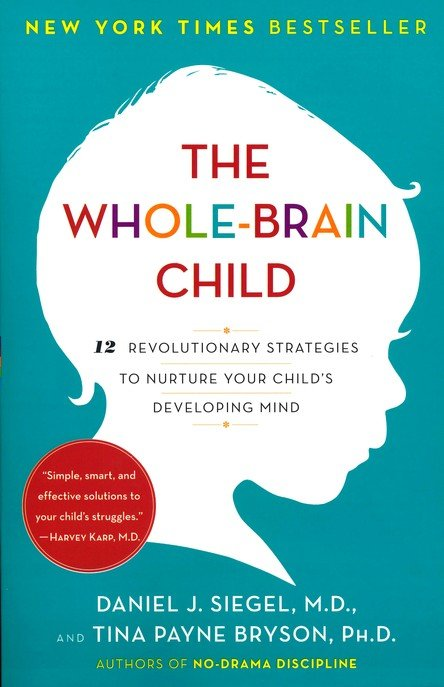 NEW YORK TIMES BESTSELLER
THE
WHOLE-BRAIN
CHILD
12 REVOLUTIONARY STRATEGIES
TO NURTURE YOUR CHILD'S
DEVELOPING MIND
"Simple, smart, and
effective solutions to
your child's struggles."
—HARVEY KARP, M.D.
DANIEL J. SIEGEL, M.D.,
AND TINA PAYNE BRYSON, PH.D.
AUTHORS OF NO-DRAMA DISCIPLINE